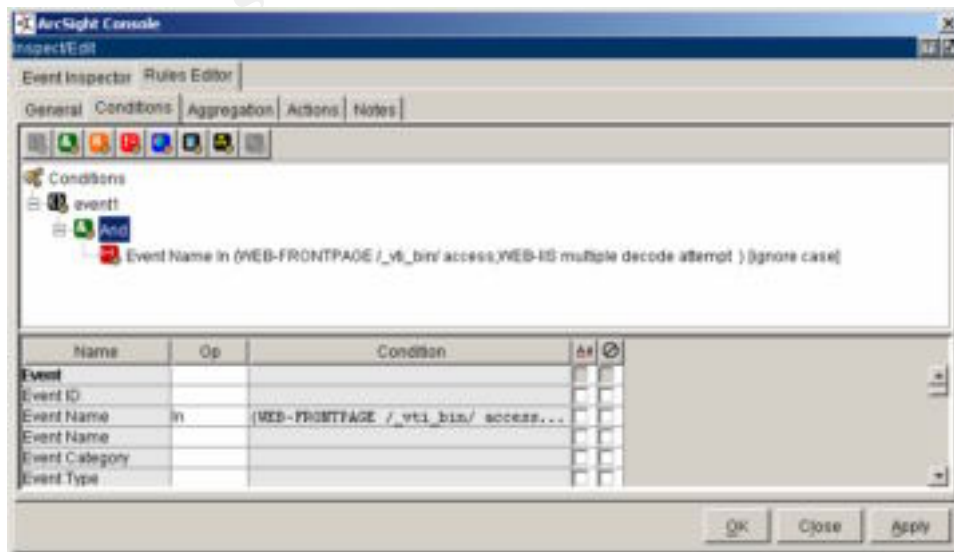 ArcSight Console
Inspect/Edit
Event Inspector Rules Editor
General Conditions Aggregation Actions Notes
Conditions
event1
And
Event Name In (WEB-FRONTPAGE /_vti_bin/ access,WEB-IIS multiple decode attempt ) [ignore case]
Name Op Condition
Event
Event ID
Event Name In (WEB-FRONTPAGE /_vti_bin/ access...
Event Name
Event Category
Event Type
OK Close Apply